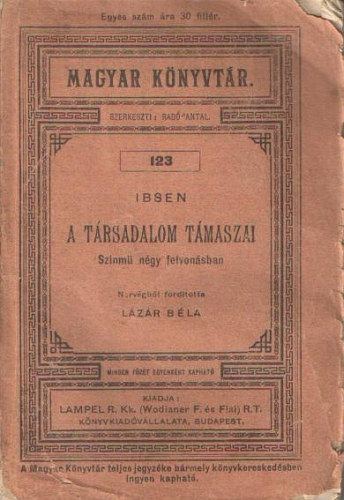 Egyes szám ára 30 fillér.
MAGYAR KÖNYVTÁR.
SZERKESZTI: RADÓ ANTAL.
123
IBSEN
A TÁRSADALOM TÁMASZAI
Szinmü négy felvonásban
Norvégból fordította
LÁZÁR BÉLA
MINDEN FÜZET EGYENKÉNT KAPHATÓ
KIADJA:
LAMPEL R. Kk. (Wodianer F. és Fiai) R.T.
KÖNYVKIADÓVÁLLALATA, BUDAPEST.
A Magyar Könyvtár teljes jegyzéke bármely könyvkereskedésben
ingyen kapható.